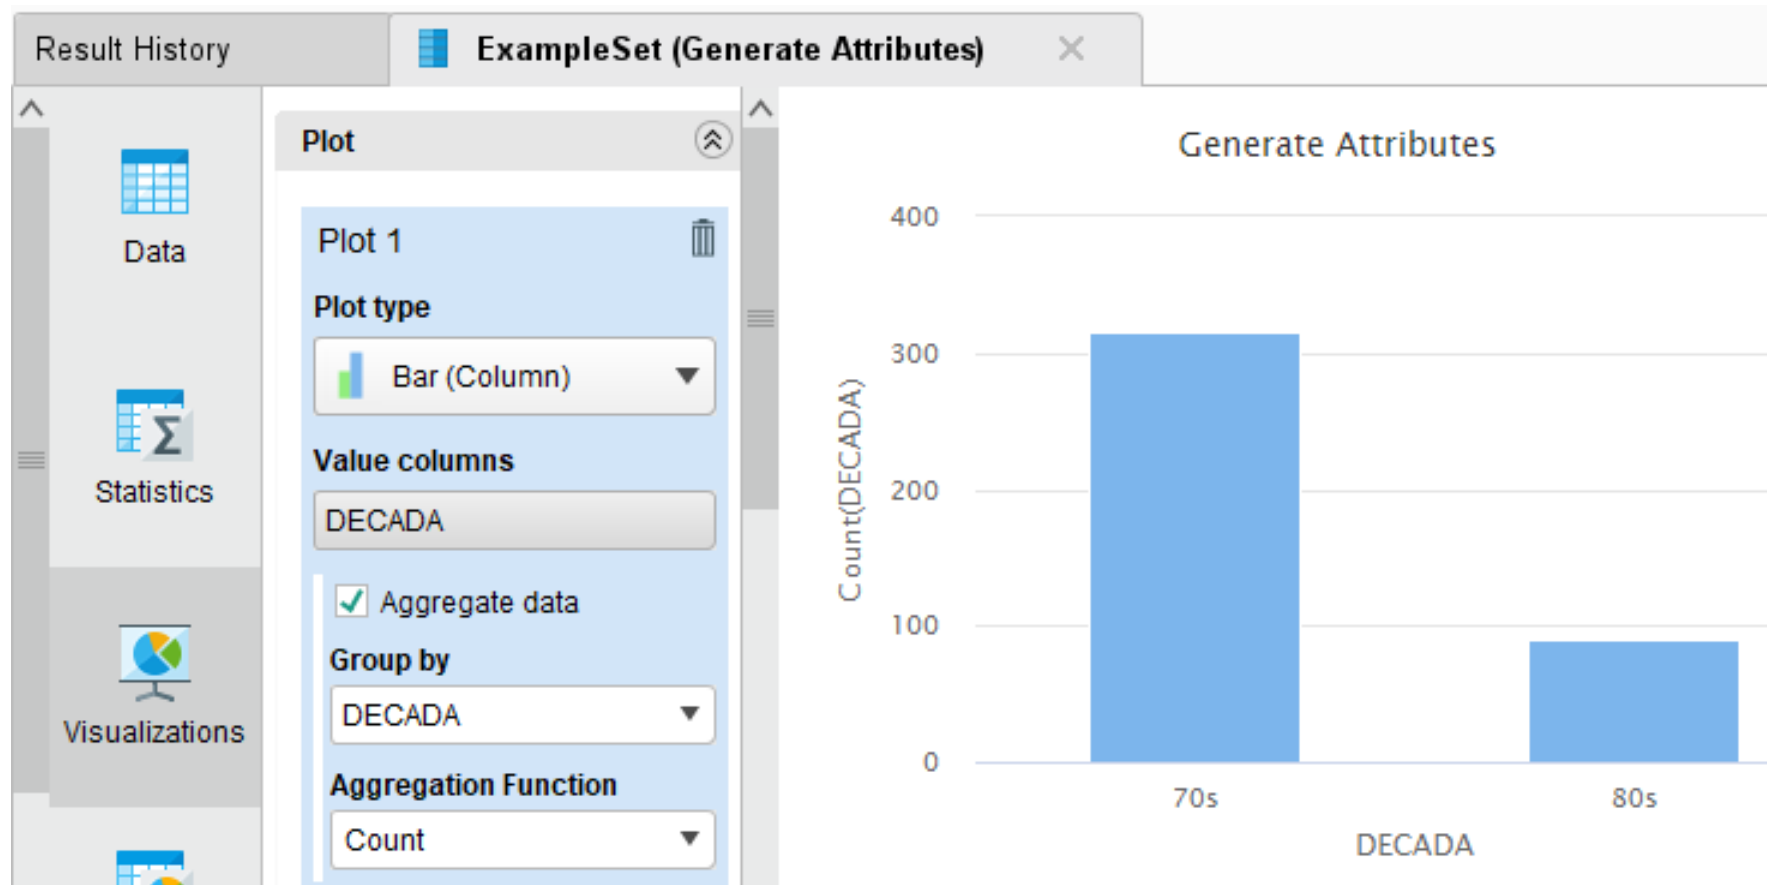 Result History
ExampleSet (Generate Attributes)
Data
Statistics
Visualizations
Plot
Plot 1
Plot type
Bar (Column)
Value columns
DECADA
Aggregate data
Group by
DECADA
Aggregation Function
Count
Generate Attributes
400
300
200
100
0
Count(DECADA)
70s
80s
DECADA